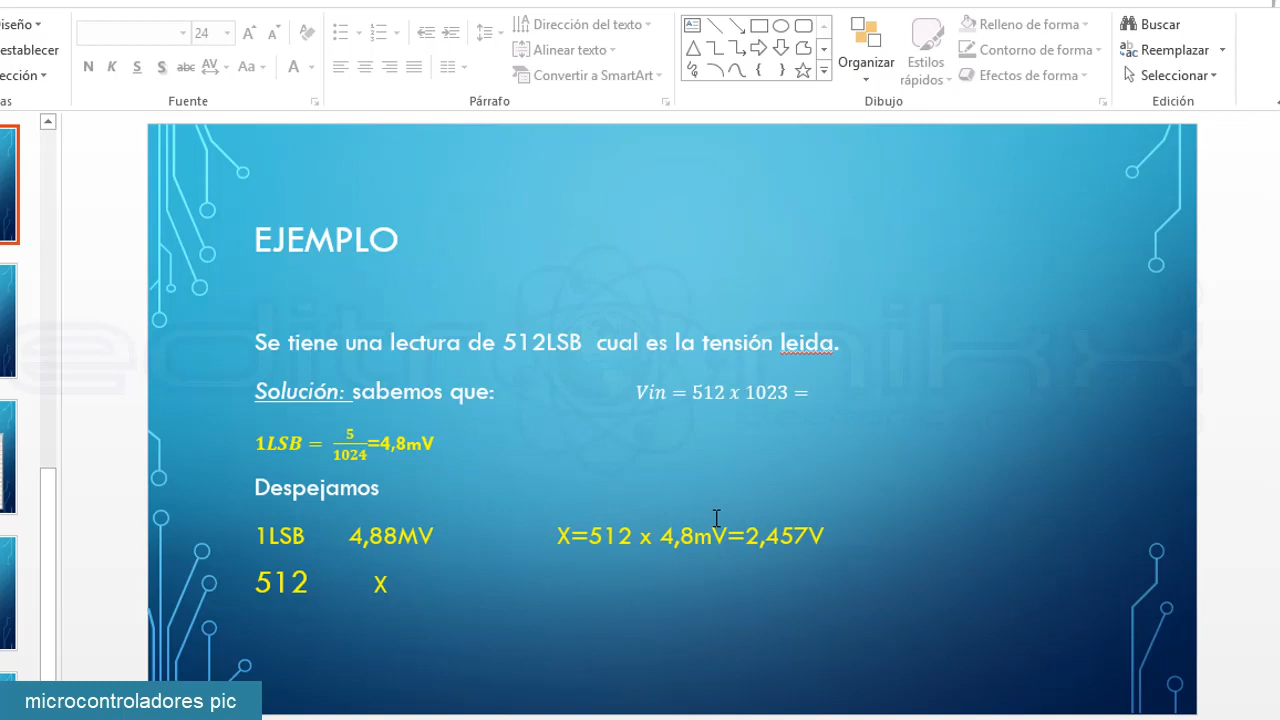 iseño
Dirección del texto
24
establecer
Alinear texto
ección
N K S S abc AV Aa A
Convertir a SmartArt
Organizar
Estilos
rápidos
Relleno de forma
Contorno de forma
Efectos de forma
Buscar
Reemplazar
Seleccionar
as
Fuente
Párrafo
Dibujo
Edición
EJEMPLO
Se tiene una lectura de 512LSB cual es la tensión leida.
Solución: sabemos que: Vin = 512 x 1023 =
1LSB = 5/1024=4,8mV
Despejamos
1LSB 4,88MV X=512 x 4,8mV=2,457V
512 X
microcontroladores pic